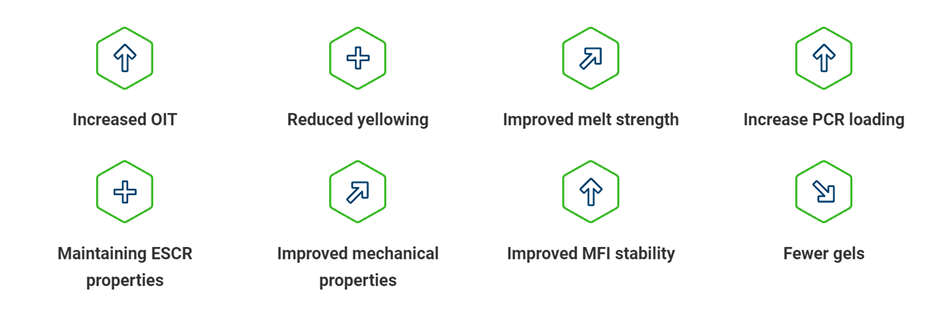 Increased OIT
Reduced yellowing
Improved melt strength
Increase PCR loading
Maintaining ESCR
properties
Improved mechanical
properties
Improved MFI stability
Fewer gels